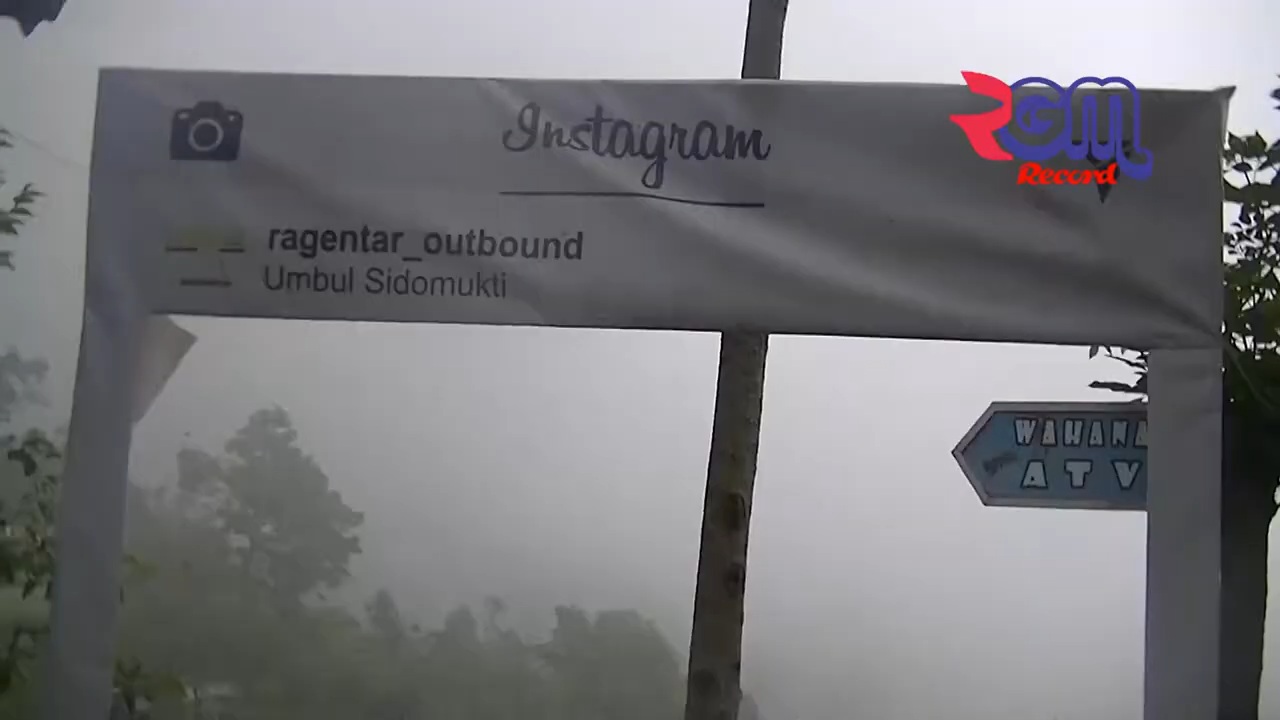 Instagram
RGM
Record
ragentar_outbound
Umbul Sidomukti
WAHANA
ATV